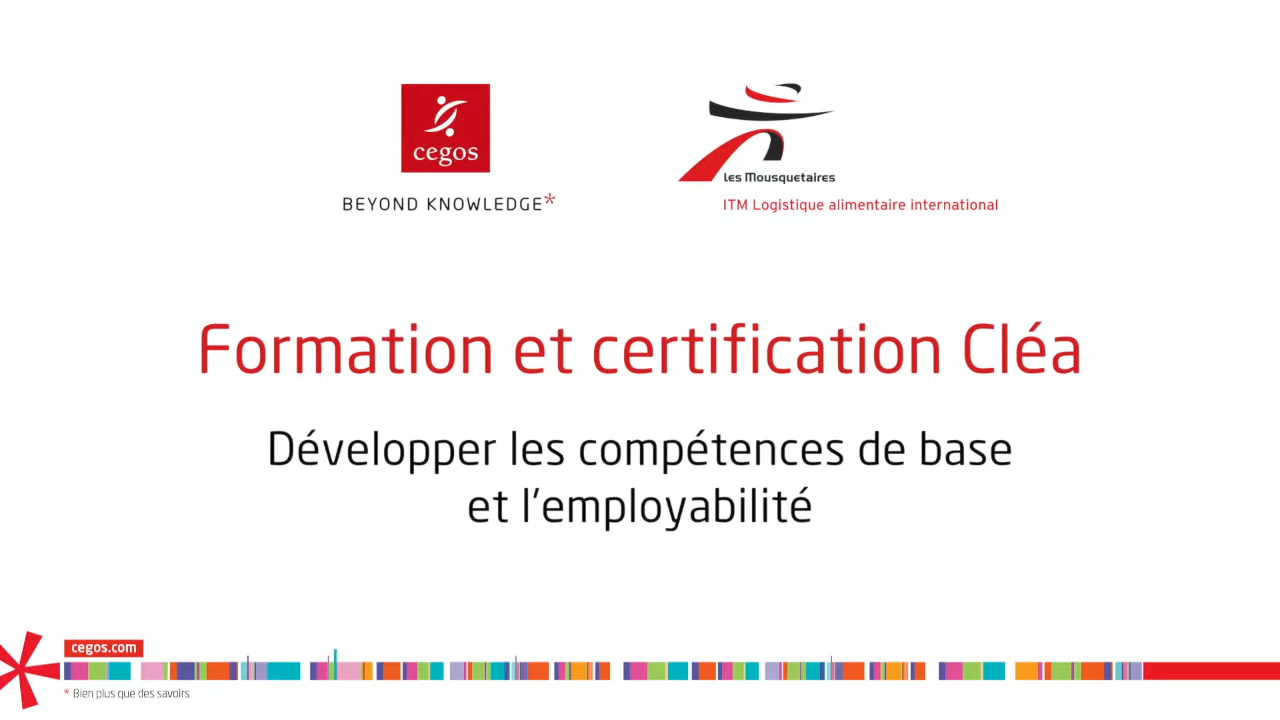 cegos
BEYOND KNOWLEDGE*
Les Mousquetaires
ITM Logistique alimentaire international
Formation et certification Cléa
Développer les compétences de base
et l'employabilité
cegos.com
* Bien plus que des savoirs